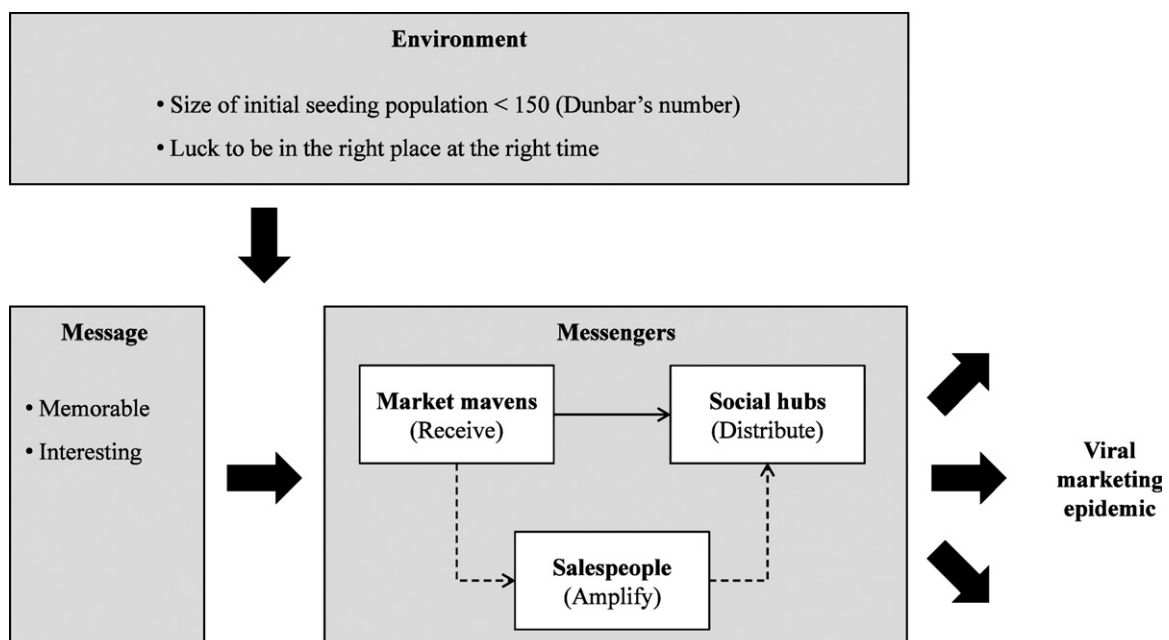 Environment
• Size of initial seeding population < 150 (Dunbar’s number)
• Luck to be in the right place at the right time
Message
• Memorable
• Interesting
Messengers
Market mavens
(Receive)
Social hubs
(Distribute)
Salespeople
(Amplify)
Viral
marketing
epidemic